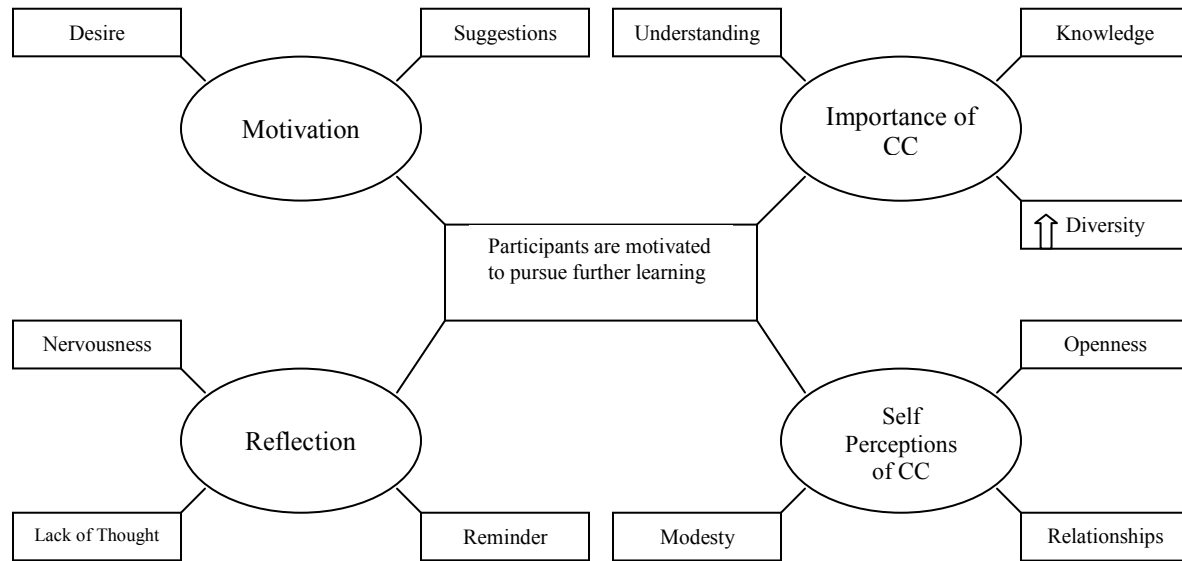 Desire
Suggestions
Understanding
Knowledge
Motivation
Importance of
CC
Diversity
Participants are motivated
to pursue further learning
Nervousness
Openness
Reflection
Self
Perceptions
of CC
Lack of Thought
Reminder
Modesty
Relationships